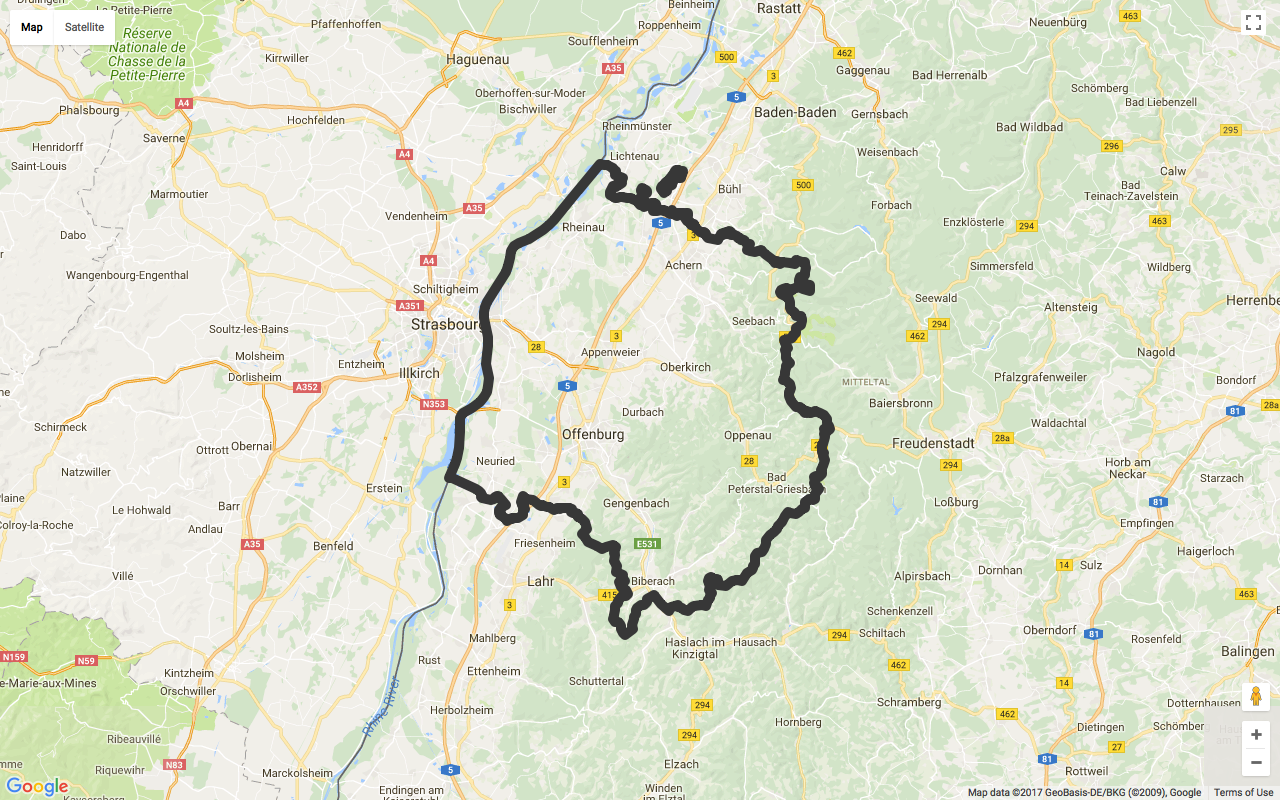 Drulingen
La Petite-Pierre
Beinheim
Rastatt
463
Neuenbürg
Map
Satellite
Pfaffenhoffen
Roppenheim
Réserve
Nationale de
Chasse de la
Petite-Pierre
Soufflenheim
Kirrwiller
Haguenau
A35
500
462
Gaggenau
Bad Herrenalb
3
5
Schömberg
Oberhoffen-sur-Moder
Bischwiller
Bad Liebenzell
Phalsbourg
A4
Hochfelden
Baden-Baden
Gernsbach
Rheinmünster
Bad Wildbad
295
Saverne
Henridorff
Saint-Louis
A4
Lichtenau
Weisenbach
296
Calw
Marmoutier
Bühl
500
Bad
Teinach-Zavelstein
Forbach
Vendenheim
A35
Enzklösterle
294
463
Dabo
Rheinau
5
3
Wangenbourg-Engenthal
A4
Achern
Simmersfeld
Wildberg
Schiltigheim
A351
Seewald
Altensteig
Herrenbe
Strasbourg
Soultz-les-Bains
Seebach
294
462
3
28
Molsheim
Entzheim
Appenweier
Nagold
Dorlisheim
Illkirch
Oberkirch
A352
5
MITTELTAL
Pfalzgrafenweiler
Bondorf
N353
Baiersbronn
28a
81
Durbach
Schirmeck
Waldachtal
Offenburg
Oppenau
Freudenstadt
28a
Ottrott
Obernai
Natzwiller
Neuried
28
294
Horb am
Neckar
Starzach
Erstein
3
Bad
Peterstal-Griesbach
Plaine
Barr
Le Hohwald
Gengenbach
Loßburg
81
Colroy-la-Roche
Andlau
Empfingen
A35
Benfeld
Friesenheim
E531
Haigerloch
Villé
Lahr
Biberach
Alpirsbach
Dornhan
14
Sulz
415
463
3
Schenkenzell
Mahlberg
Haslach im
Kinzigtal
Hausach
294
Schiltach
Oberndorf
81
Rosenfeld
N159
N59
Rust
462
Balingen
Kintzheim
Ettenheim
e-Marie-aux-Mines
Orschwiller
Schuttertal
14
Rhine River
Herbolzheim
294
Schramberg
462
Dotternhausen
Hornberg
Dietingen
Schömberg
Ribeauvillé
294
27
Riquewihr
N83
Marckolsheim
5
Elzach
81
Rottweil
Google
Endingen am
Kaiserstuhl
Winden
im Elztal
Kaysersberg
Map data ©2017 GeoBasis-DE/BKG (©2009), Google
Terms of Use